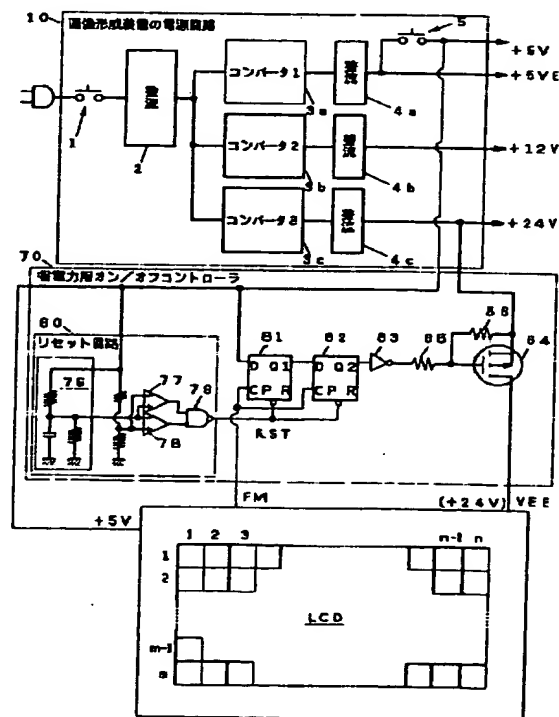 10
画像形成装置の電源回路
5
+5V
+5VE
コンバータ1
整流
3a
4a
1
整流
2
コンバータ2
整流
+12V
3b
4b
コンバータ3
整流
+24V
3c
4c
70
省電力用オン/オフコントローラ
60
リセット回路
75
77
78
79
81
82
83
85
86
84
D Q1
CP R
D Q2
CP R
RST
FM
(+24V) VEE
+5V
1 2 3
n-1 n
1
2
LCD
m-1
m